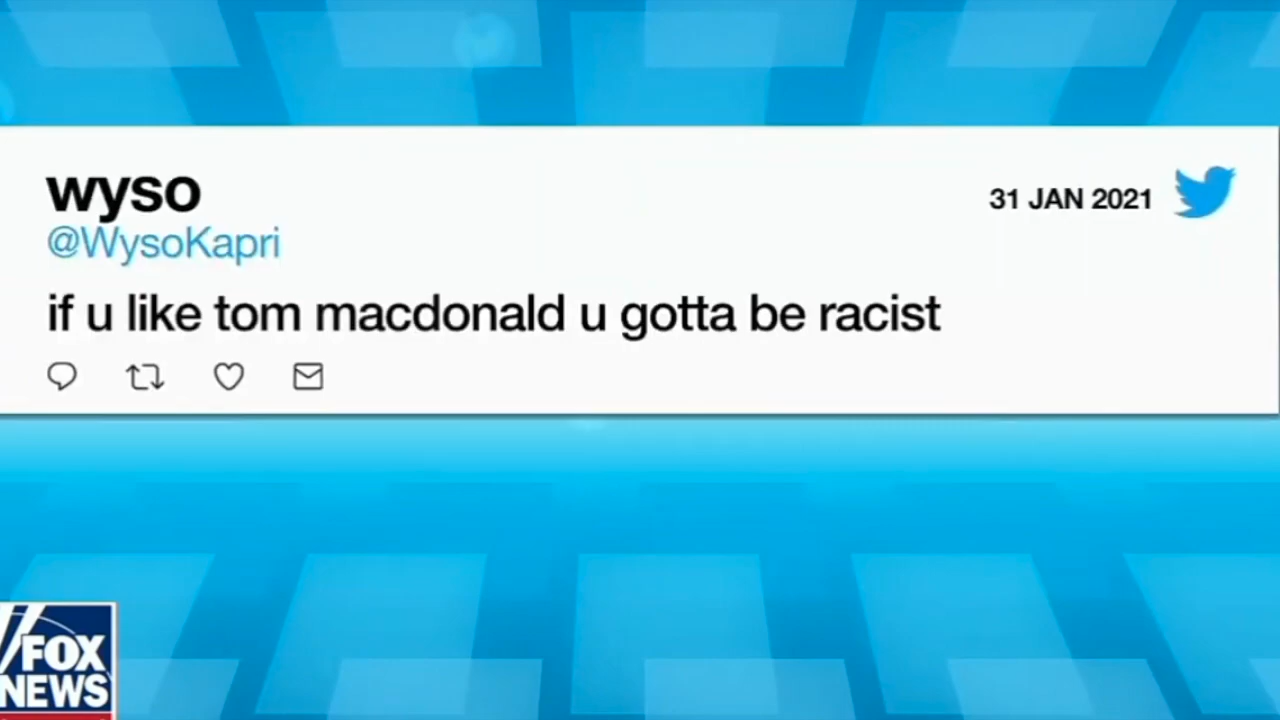 wyso
31 JAN 2021
@WysoKapri
if u like tom macdonald u gotta be racist
FOX
NEWS